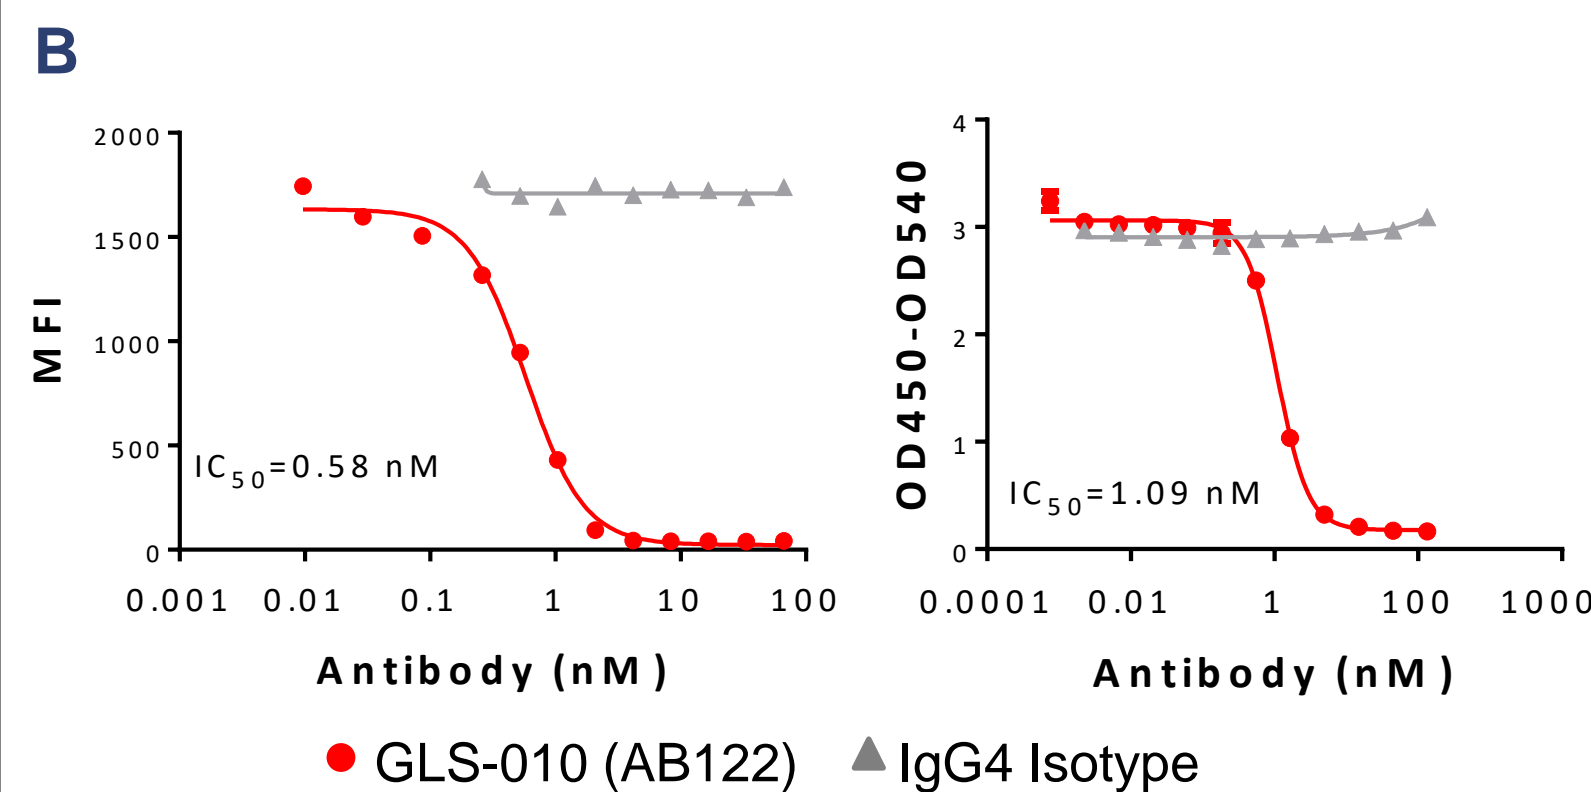 B
2000
1500
1000
500
0
MFI
IC50=0.58 nM
0.001 0.01 0.1 1 10 100
Antibody (nM)
4
3
2
1
0
OD450-OD540
IC50=1.09 nM
0.0001 0.01 1 100 1000
Antibody (nM)
GLS-010 (AB122) IgG4 Isotype